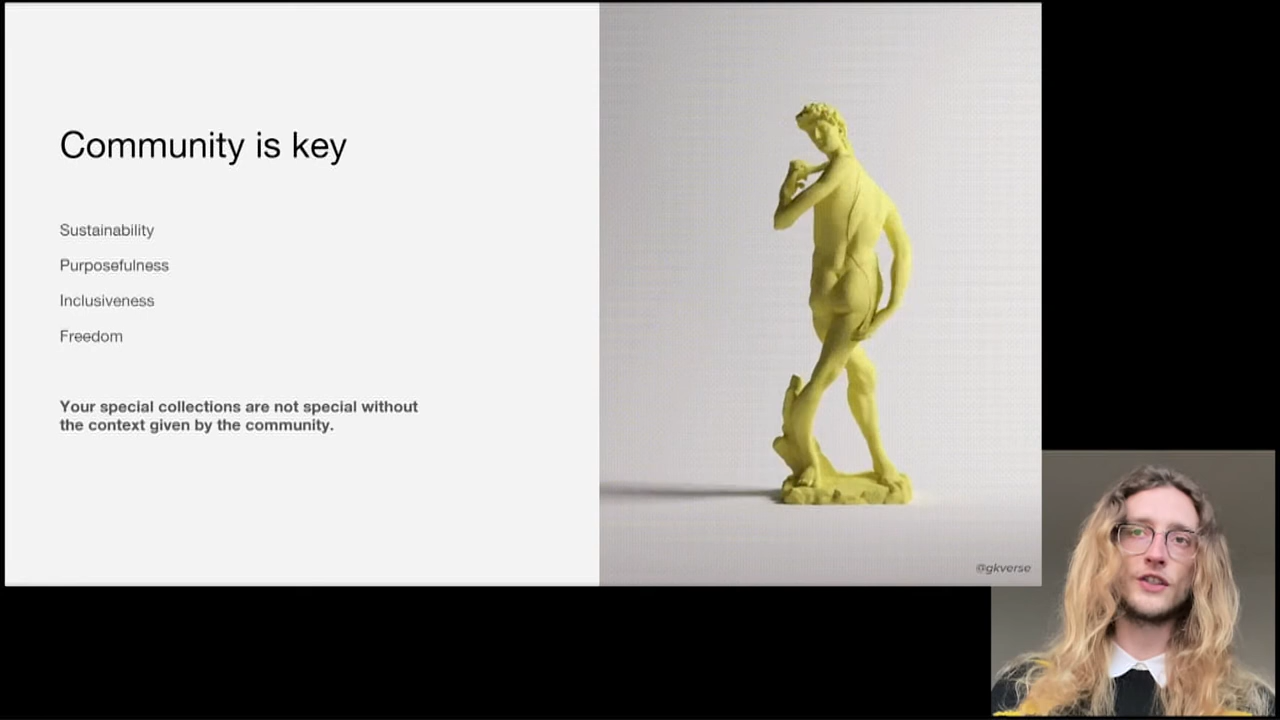 Community is key
Sustainability
Purposefulness
Inclusiveness
Freedom
Your special collections are not special without
the context given by the community.
@gkverse